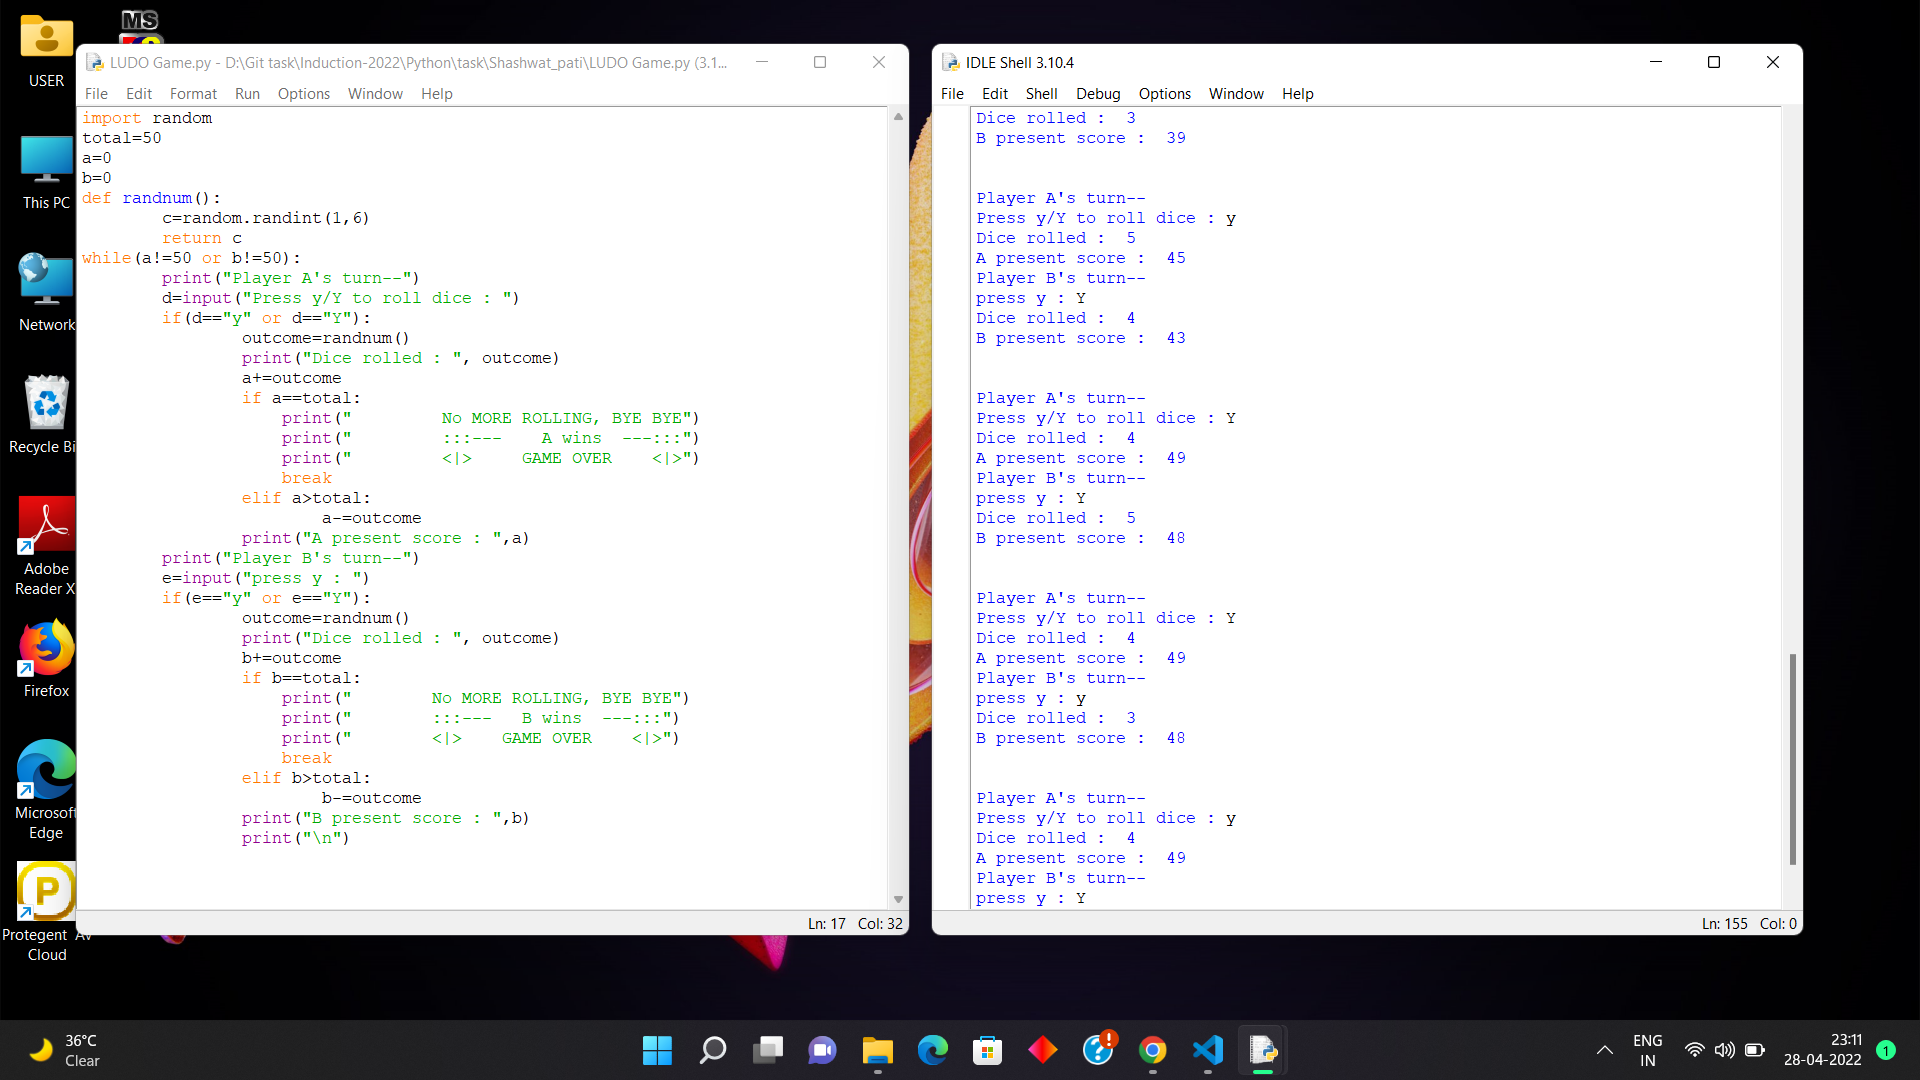 USER
This PC
Network
Recycle Bi
Adobe
Reader X
Firefox
Microsoft
Edge
Protegent Av
Cloud
MS
LUDO Game.py - D:\Git task\Induction-2022\Python\task\Shashwat_pati\LUDO Game.py (3.1...
File Edit Format Run Options Window Help
import random
total=50
a=0
b=0
def randnum():
        c=random.randint(1,6)
        return c
while(a!=50 or b!=50):
        print("Player A's turn--")
        d=input("Press y/Y to roll dice : ")
        if(d=="y" or d=="Y"):
                outcome=randnum()
                print("Dice rolled : ", outcome)
                a+=outcome
                if a==total:
                    print("         No MORE ROLLING, BYE BYE")
                    print("         :::---    A wins  ---:::")
                    print("         <|>     GAME OVER    <|>")
                    break
                elif a>total:
                        a-=outcome
                print("A present score : ",a)
        print("Player B's turn--")
        e=input("press y : ")
        if(e=="y" or e=="Y"):
                outcome=randnum()
                print("Dice rolled : ", outcome)
                b+=outcome
                if b==total:
                    print("        No MORE ROLLING, BYE BYE")
                    print("        :::---   B wins  ---:::")
                    print("        <|>    GAME OVER    <|>")
                    break
                elif b>total:
                        b-=outcome
                print("B present score : ",b)
                print("\n")
Ln: 17 Col: 32
IDLE Shell 3.10.4
File Edit Shell Debug Options Window Help
Dice rolled :  3
B present score :  39
Player A's turn--
Press y/Y to roll dice : y
Dice rolled :  5
A present score :  45
Player B's turn--
press y : Y
Dice rolled :  4
B present score :  43
Player A's turn--
Press y/Y to roll dice : Y
Dice rolled :  4
A present score :  49
Player B's turn--
press y : Y
Dice rolled :  5
B present score :  48
Player A's turn--
Press y/Y to roll dice : Y
Dice rolled :  4
A present score :  49
Player B's turn--
press y : y
Dice rolled :  3
B present score :  48
Player A's turn--
Press y/Y to roll dice : y
Dice rolled :  4
A present score :  49
Player B's turn--
press y : Y
Ln: 155 Col: 0
36°C
Clear
ENG
IN
23:11
28-04-2022
1